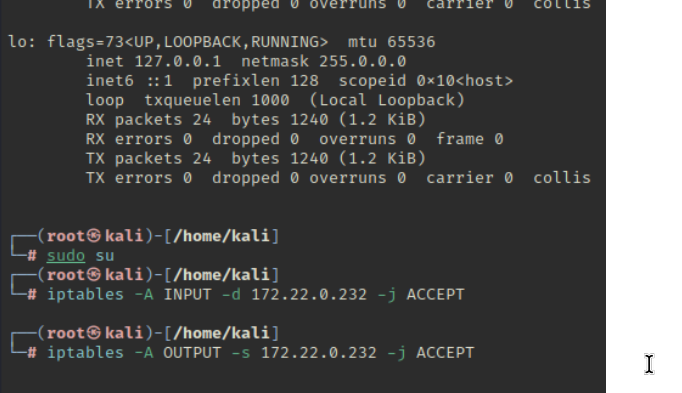 TX errors 0  dropped 0 overruns 0  carrier 0  collis
lo: flags=73<UP,LOOPBACK,RUNNING>  mtu 65536
inet 127.0.0.1  netmask 255.0.0.0
inet6 ::1  prefixlen 128  scopeid 0×10<host>
loop  txqueuelen 1000  (Local Loopback)
RX packets 24  bytes 1240 (1.2 KiB)
RX errors 0  dropped 0  overruns 0  frame 0
TX packets 24  bytes 1240 (1.2 KiB)
TX errors 0  dropped 0 overruns 0  carrier 0  collis
┌──(root㉿kali)-[/home/kali]
└─# sudo su
┌──(root㉿kali)-[/home/kali]
└─# iptables -A INPUT -d 172.22.0.232 -j ACCEPT
┌──(root㉿kali)-[/home/kali]
└─# iptables -A OUTPUT -s 172.22.0.232 -j ACCEPT